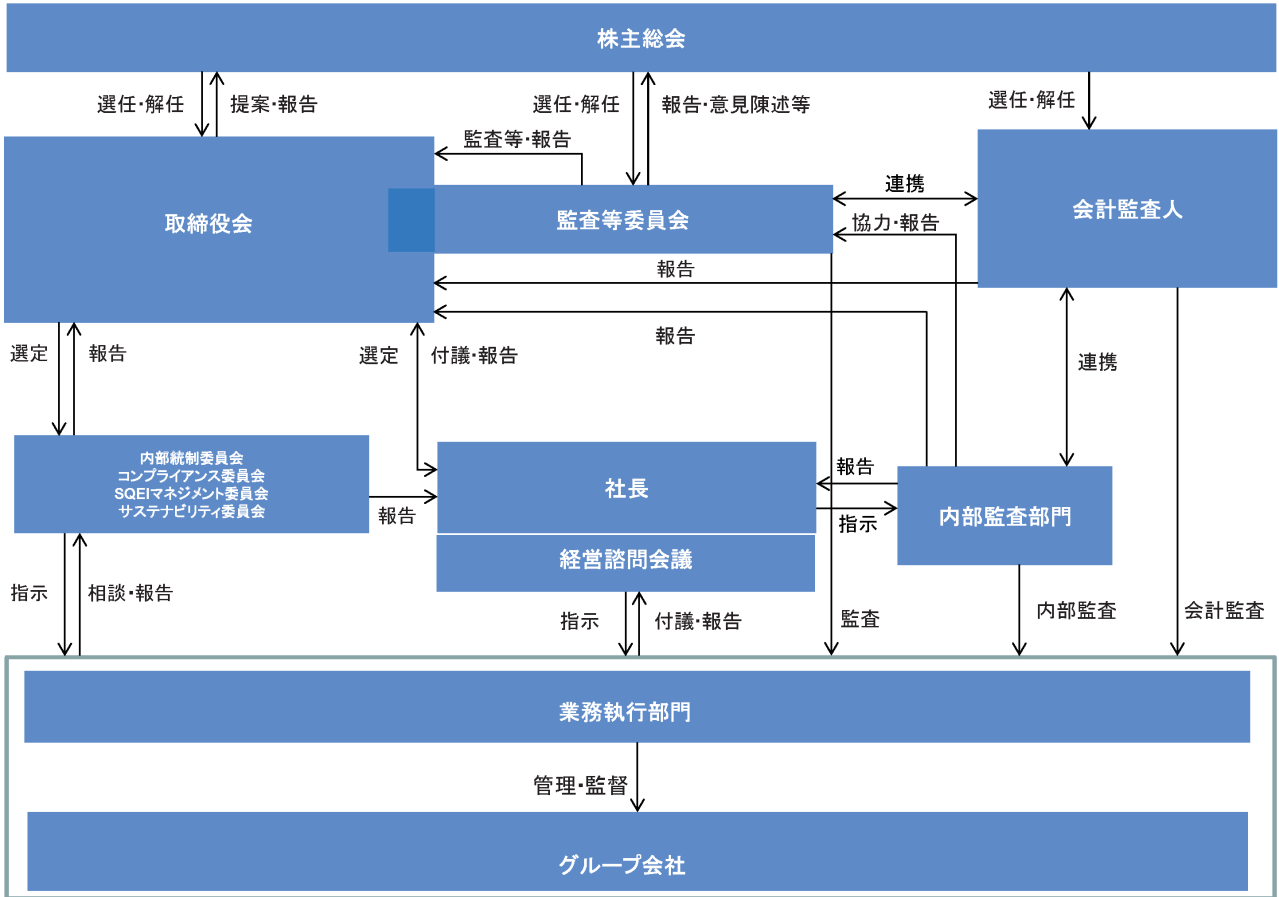 株主総会
選任・解任
提案・報告
選任・解任
報告・意見陳述等
選任・解任
監査等・報告
取締役会
監査等委員会
連携
会計監査人
協力・報告
報告
報告
選定
報告
選定
付議・報告
連携
内部統制委員会
コンプライアンス委員会
SQEIマネジメント委員会
サステナビリティ委員会
報告
社長
報告
指示
内部監査部門
経営諮問会議
指示
相談・報告
指示
付議・報告
監査
内部監査
会計監査
業務執行部門
管理・監督
グループ会社